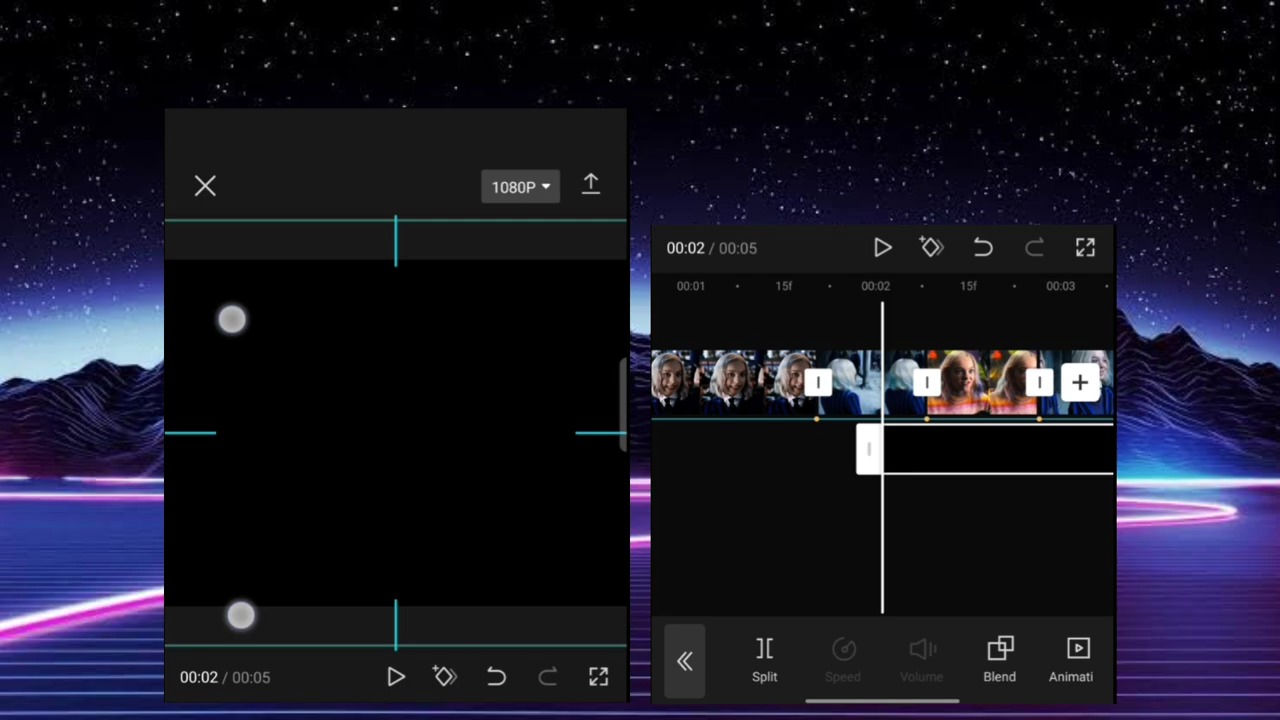 1080P
00:02 / 00:05
00:02 / 00:05
00:01 15f 00:02 15f 00:03
Split Speed Volume Blend Animati